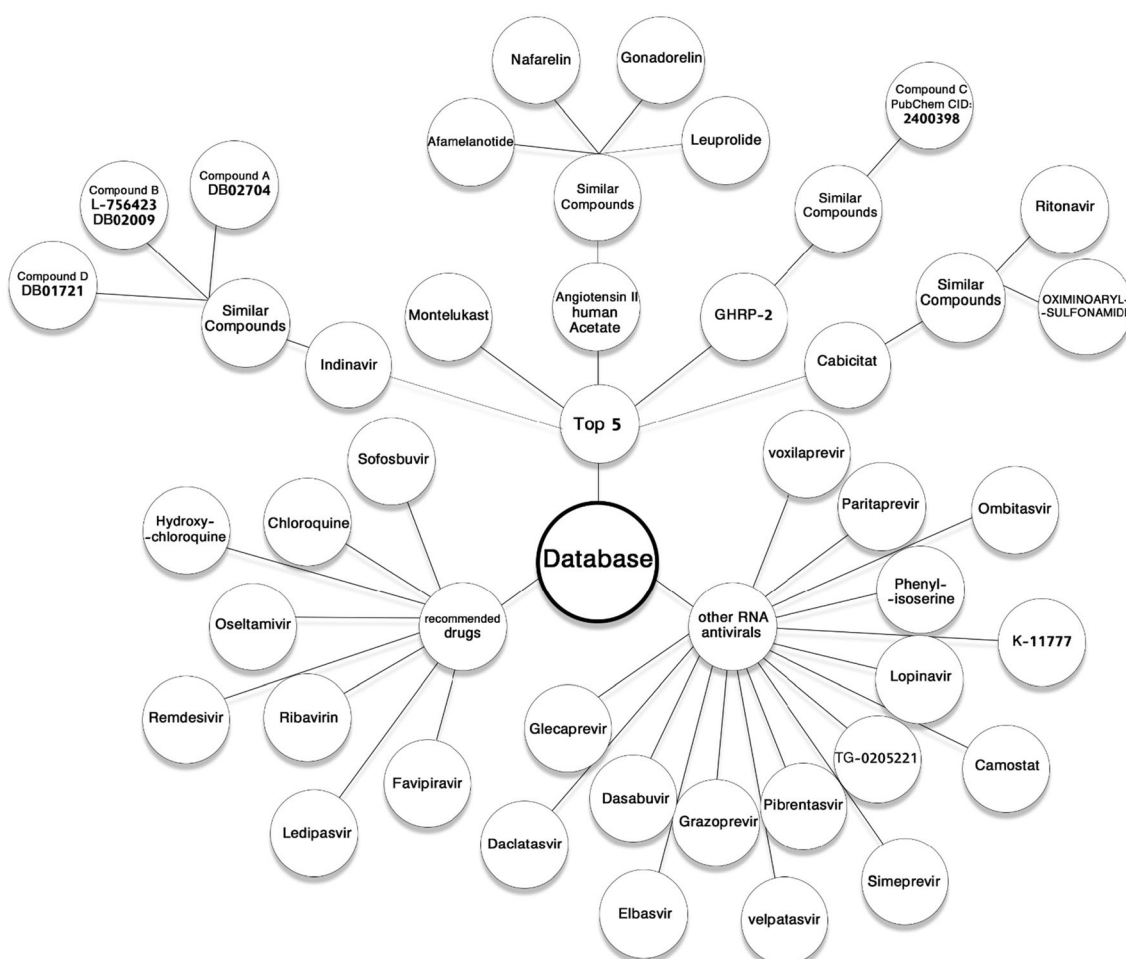 Nafarelin
Gonadorelin
Compound C
PubChem CID:
2400398
Afamelanotide
Leuprolide
Compound A
DB02704
Compound B
L-756423
DB02009
Similar
Compounds
Similar
Compounds
Ritonavir
Compound D
DB01721
Similar
Compounds
Similar
Compounds
OXIMINOARYL-
-SULFONAMIDE
Montelukast
Angiotensin II
human
Acetate
GHRP-2
Indinavir
Cabicitat
Top 5
Sofosbuvir
voxilaprevir
Hydroxy-
-chloroquine
Chloroquine
Paritaprevir
Ombitasvir
Database
Phenyl-
-isoserine
Oseltamivir
recommended
drugs
other RNA
antivirals
K-11777
Lopinavir
Remdesivir
Ribavirin
Glecaprevir
TG-0205221
Camostat
Favipiravir
Dasabuvir
Grazoprevir
Pibrentasvir
Ledipasvir
Daclatasvir
Simeprevir
Elbasvir
velpatasvir